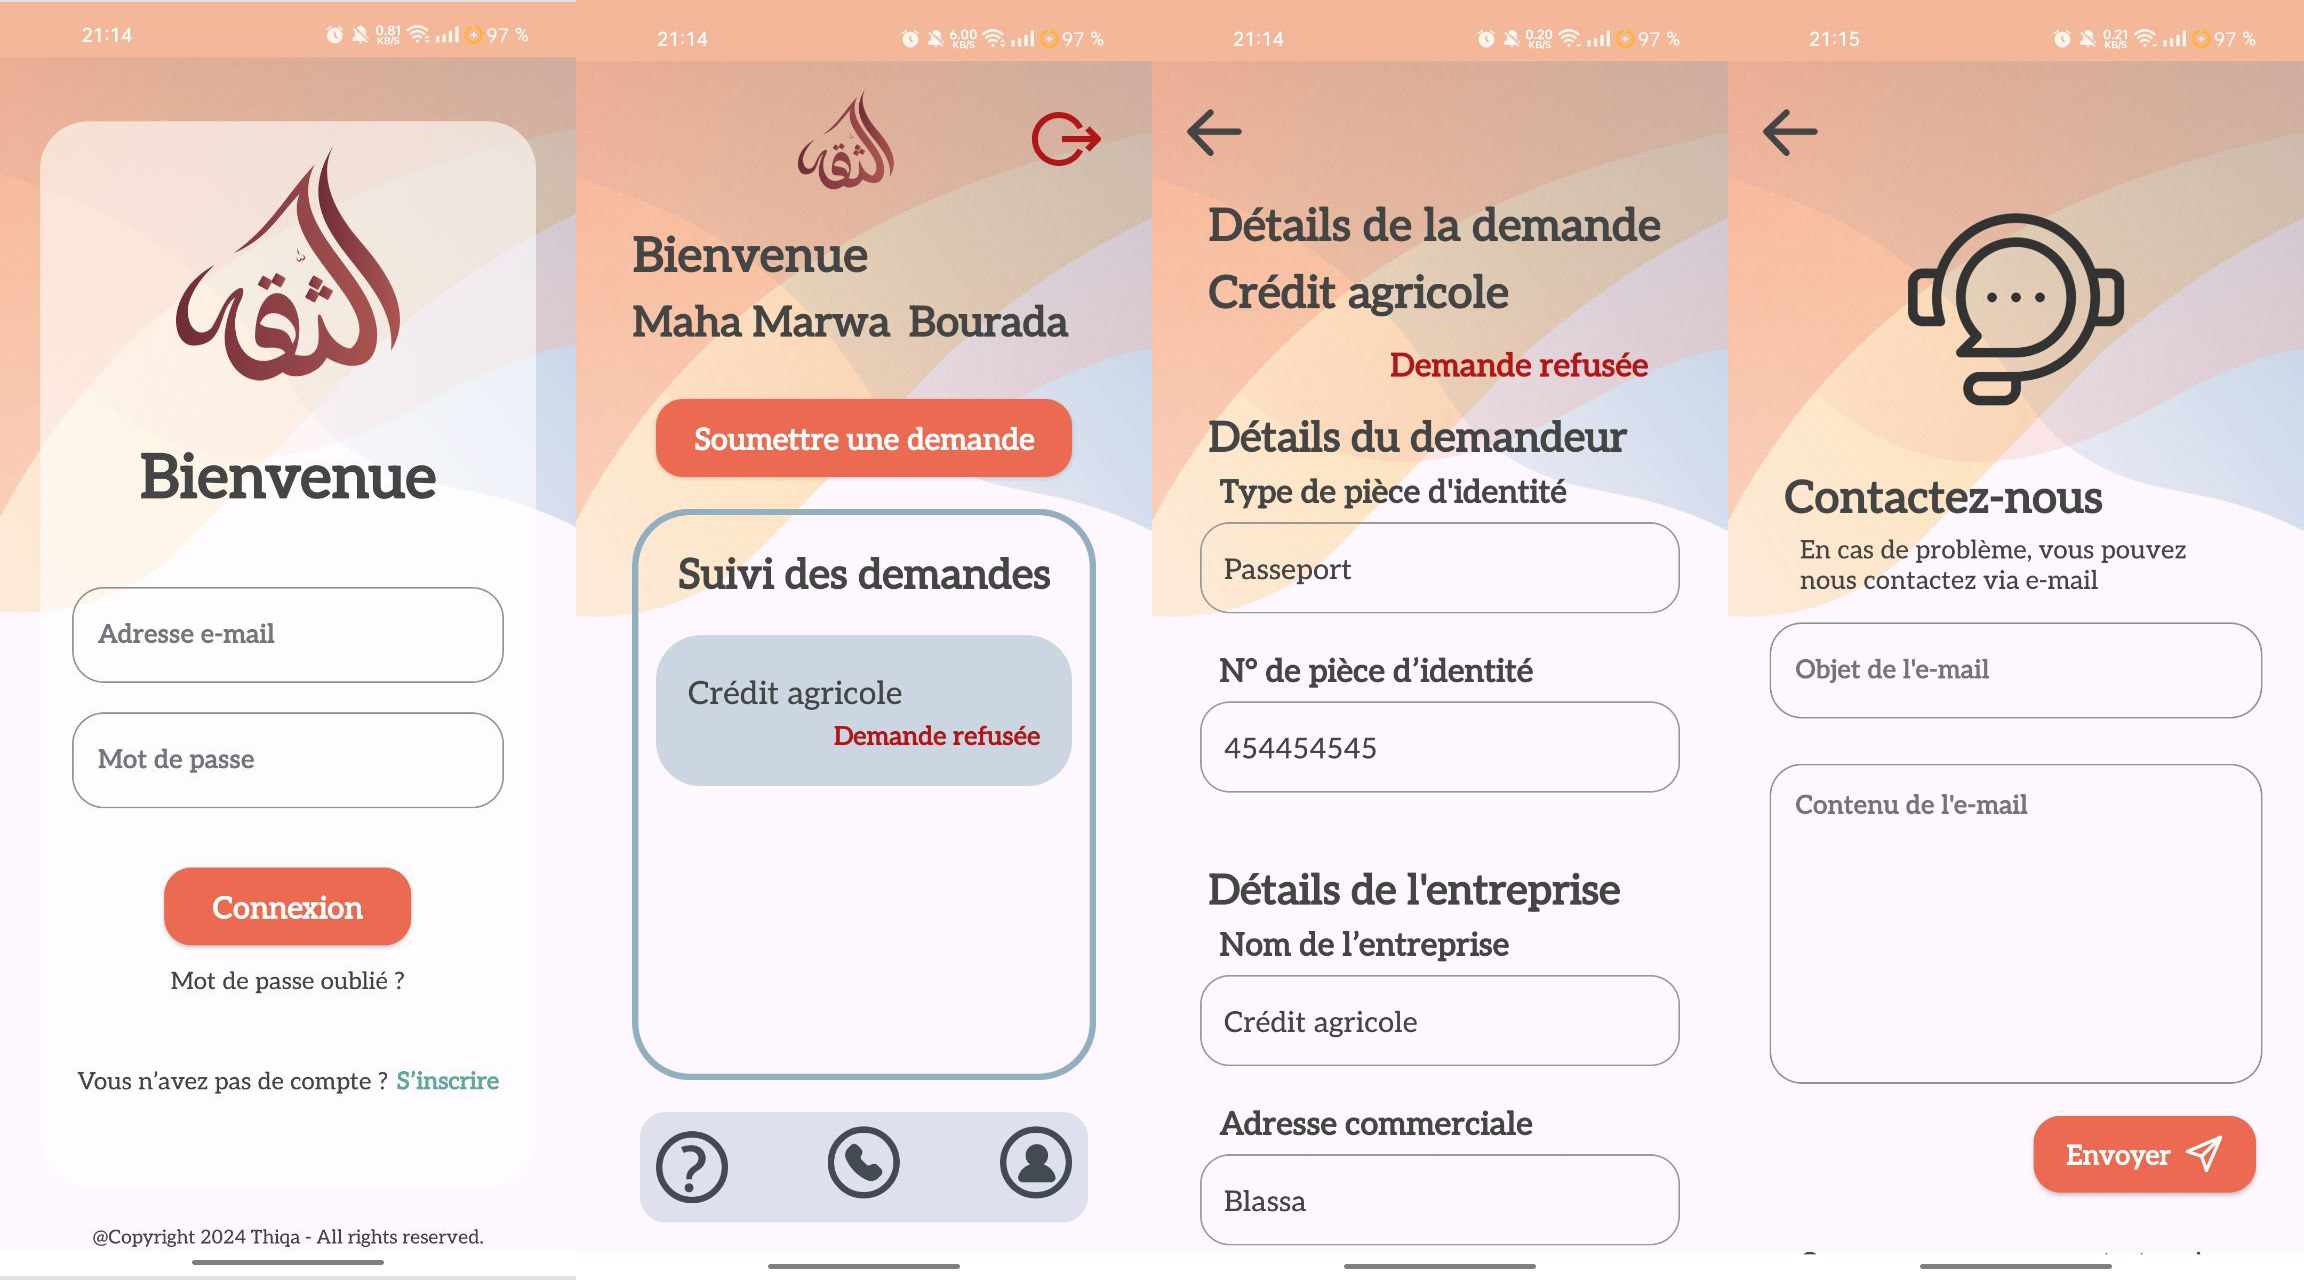 21:14
0.81
KB/S
97 %
الثقة
Bienvenue
Adresse e-mail
Mot de passe
Connexion
Mot de passe oublié ?
Vous n’avez pas de compte ? S’inscrire
@Copyright 2024 Thiqa - All rights reserved.
21:14
6.00
KB/S
97 %
الثقة
Bienvenue
Maha Marwa Bourada
Soumettre une demande
Suivi des demandes
Crédit agricole
Demande refusée
21:14
0.20
KB/S
97 %
Détails de la demande
Crédit agricole
Demande refusée
Détails du demandeur
Type de pièce d'identité
Passeport
N° de pièce d’identité
454454545
Détails de l'entreprise
Nom de l’entreprise
Crédit agricole
Adresse commerciale
Blassa
21:15
0.21
KB/S
97 %
Contactez-nous
En cas de problème, vous pouvez
nous contactez via e-mail
Objet de l'e-mail
Contenu de l'e-mail
Envoyer